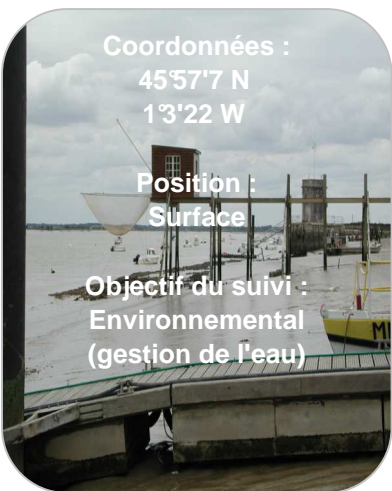 Coordonnées :
45°57'7 N
1°3'22 W
Position :
Surface
Objectif du suivi :
Environnemental
(gestion de l'eau)